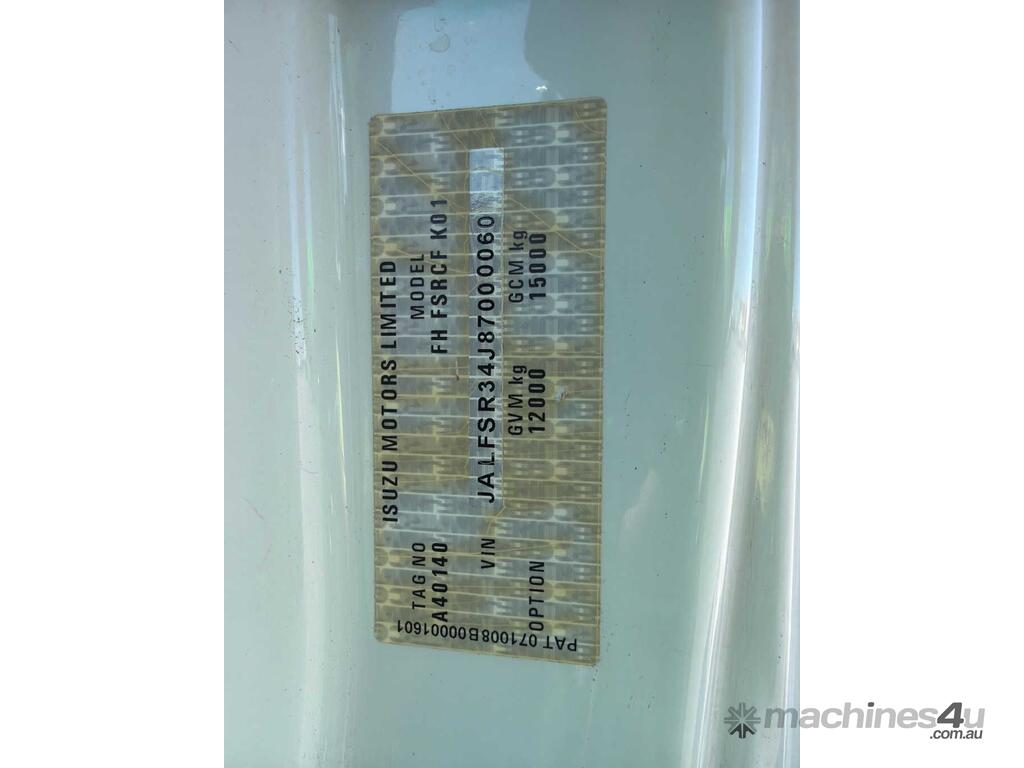 ISUZU MOTORS LIMITED
TAG NO MODEL
A40140 FH FSRCF K01
VIN JALFSR34J87000060
GVM kg GCM kg
OPTION 12000 15000
PAT 071008B00001601
machines4u
.com.au